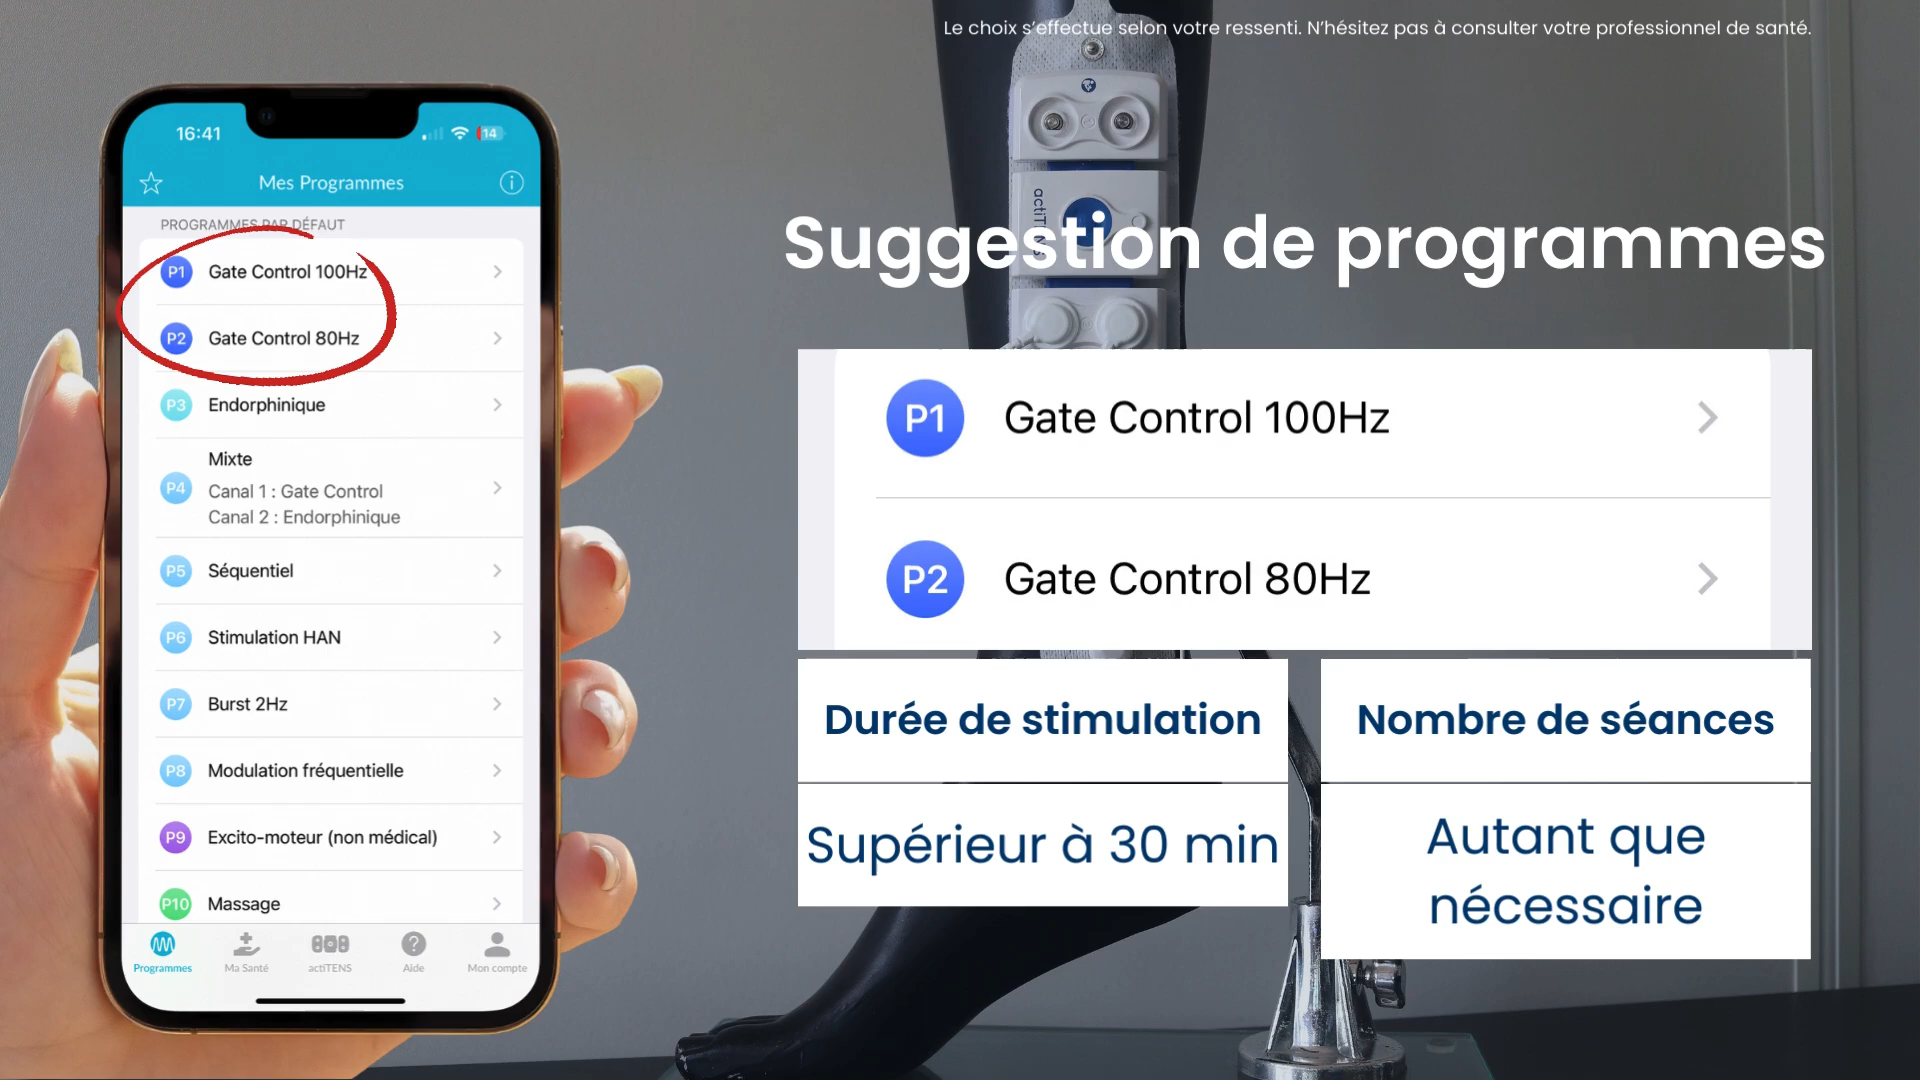 Le choix s'effectue selon votre ressenti. N'hésitez pas à consulter votre professionnel de santé.
16:41
14
Mes Programmes
PROGRAMMES PAR DÉFAUT
P1 Gate Control 100Hz
P2 Gate Control 80Hz
P3 Endorphinique
Mixte
P4 Canal 1 : Gate Control
Canal 2 : Endorphinique
P5 Séquentiel
P6 Stimulation HAN
P7 Burst 2Hz
P8 Modulation fréquentielle
P9 Excito-moteur (non médical)
P10 Massage
Programmes
Ma Santé
actiTENS
Aide
Mon compte
Suggestion de programmes
P1 Gate Control 100Hz
P2 Gate Control 80Hz
Durée de stimulation
Supérieur à 30 min
Nombre de séances
Autant que
nécessaire